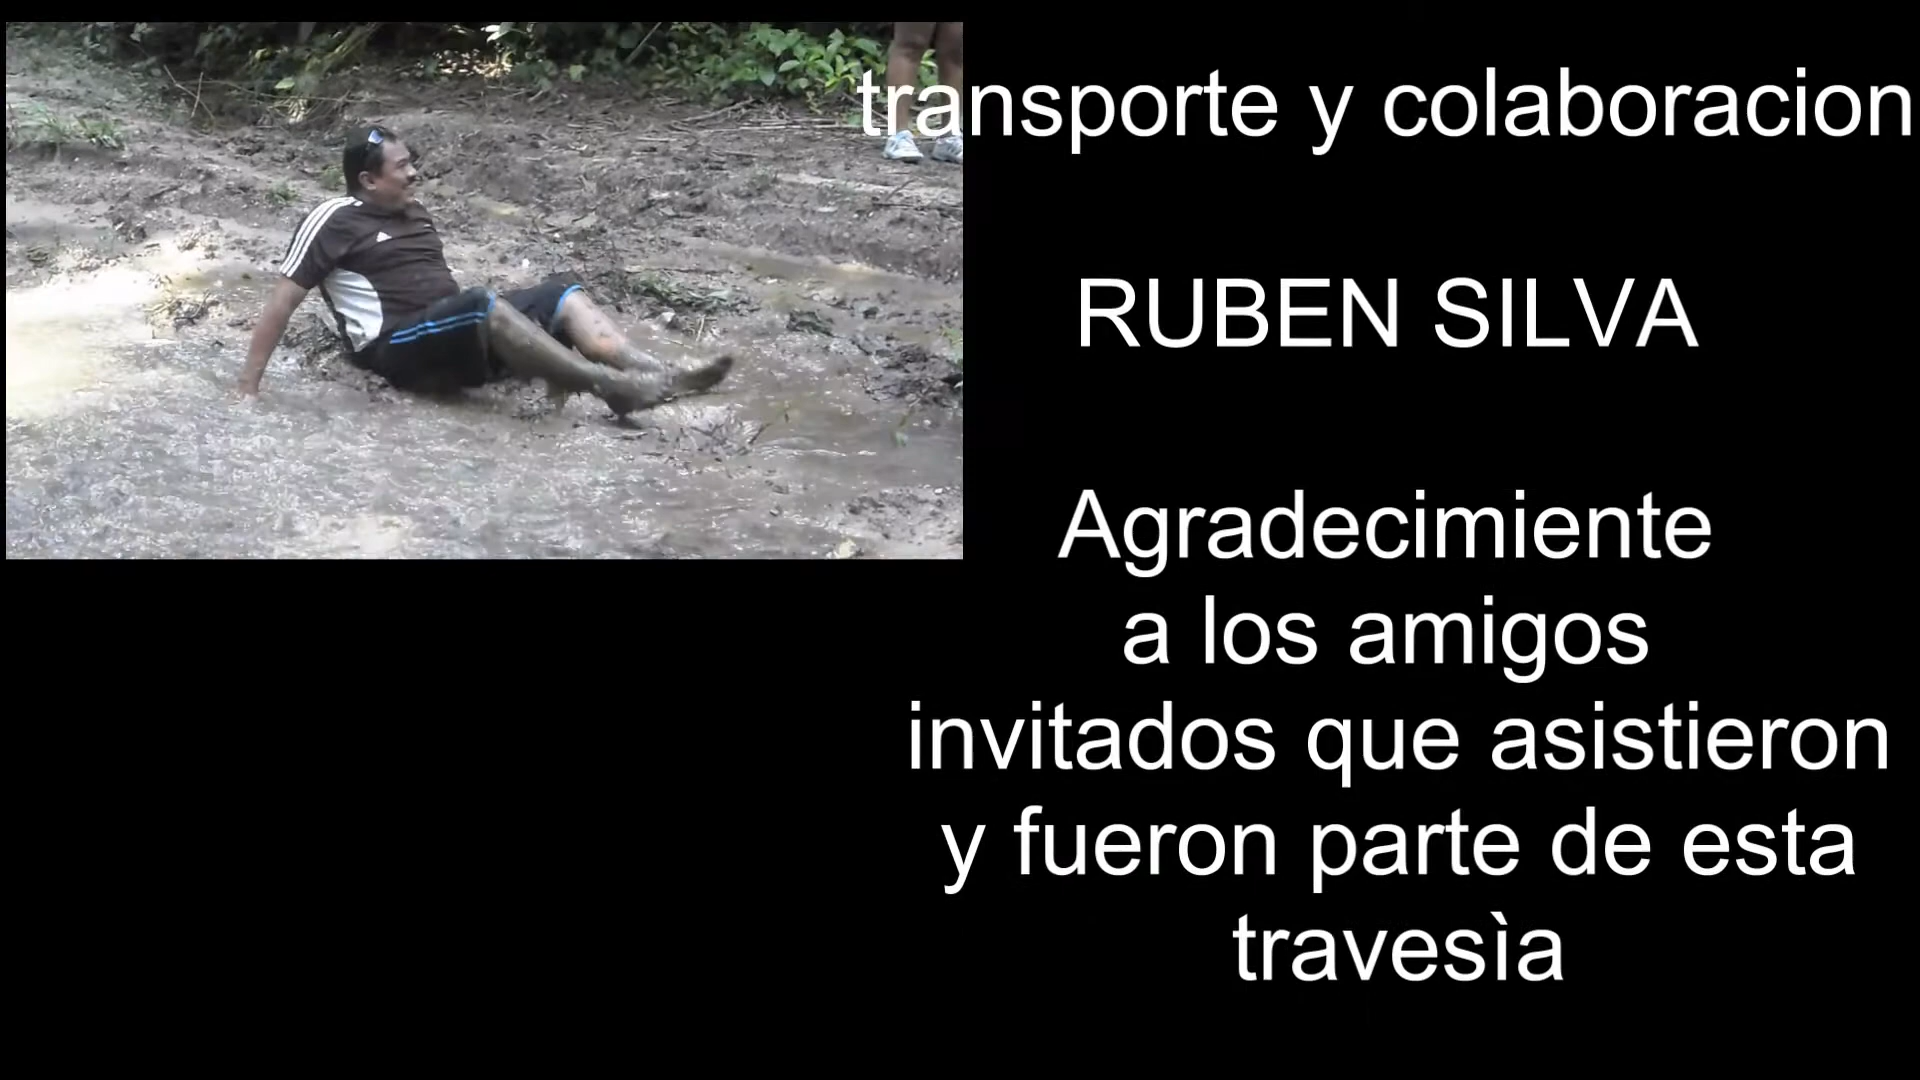 transporte y colaboracion
RUBEN SILVA
Agradecimiente
a los amigos
invitados que asistieron
y fueron parte de esta
travesìa